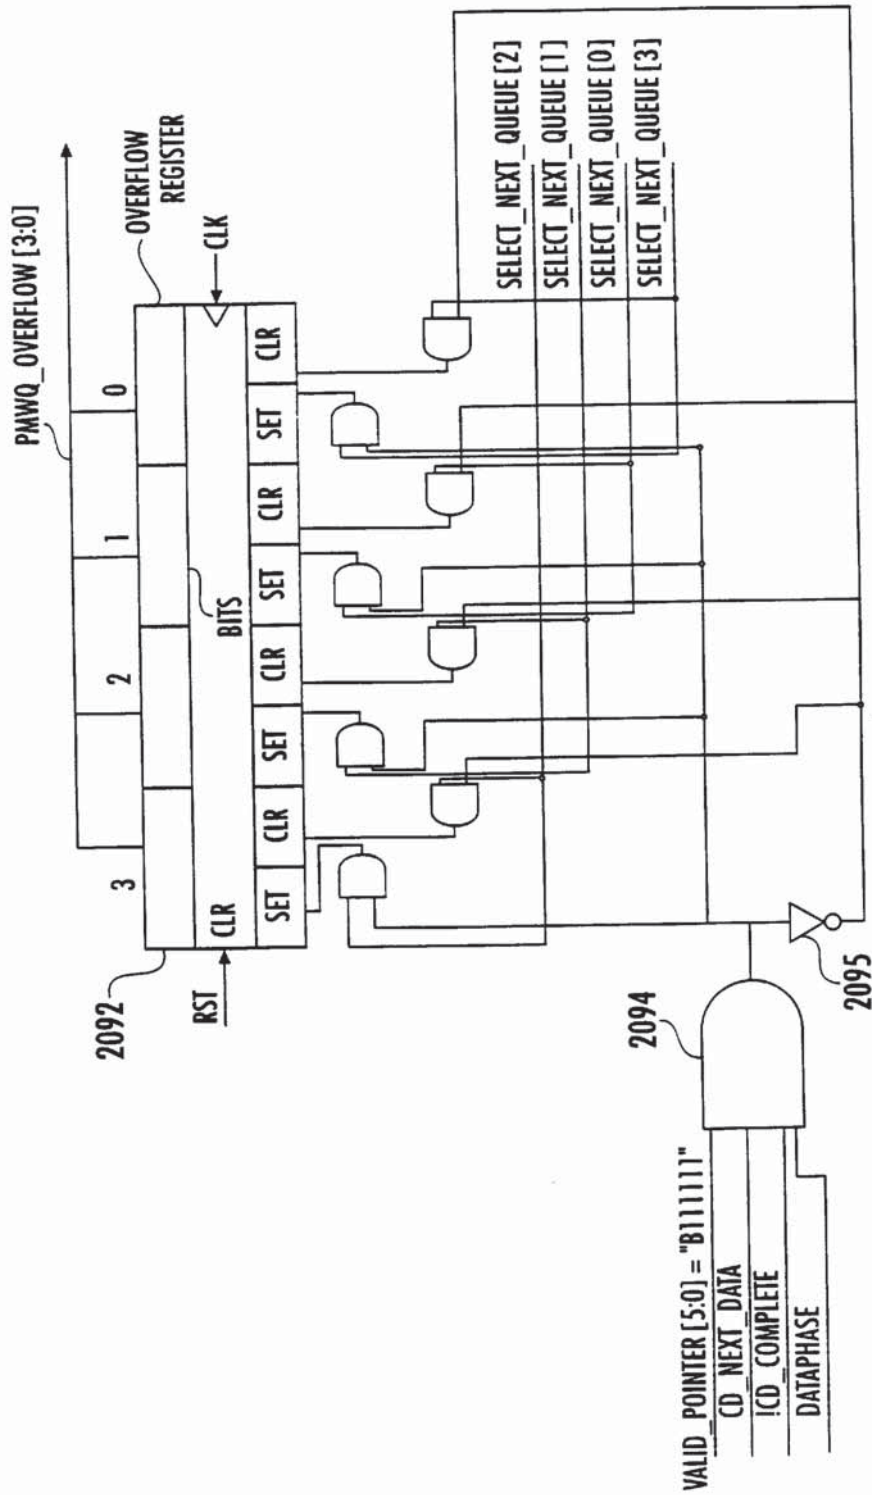 PMWQ_OVERFLOW [3:0]
3
2
1
0
OVERFLOW
REGISTER
2092
BITS
RST
CLR
CLK
SET
CLR
SET
CLR
SET
CLR
SET
CLR
SELECT_NEXT_QUEUE [2]
SELECT_NEXT_QUEUE [1]
SELECT_NEXT_QUEUE [0]
SELECT_NEXT_QUEUE [3]
2094
VALID_POINTER [5:0] = "B111111"
CD_NEXT_DATA
!CD_COMPLETE
DATAPHASE
2095